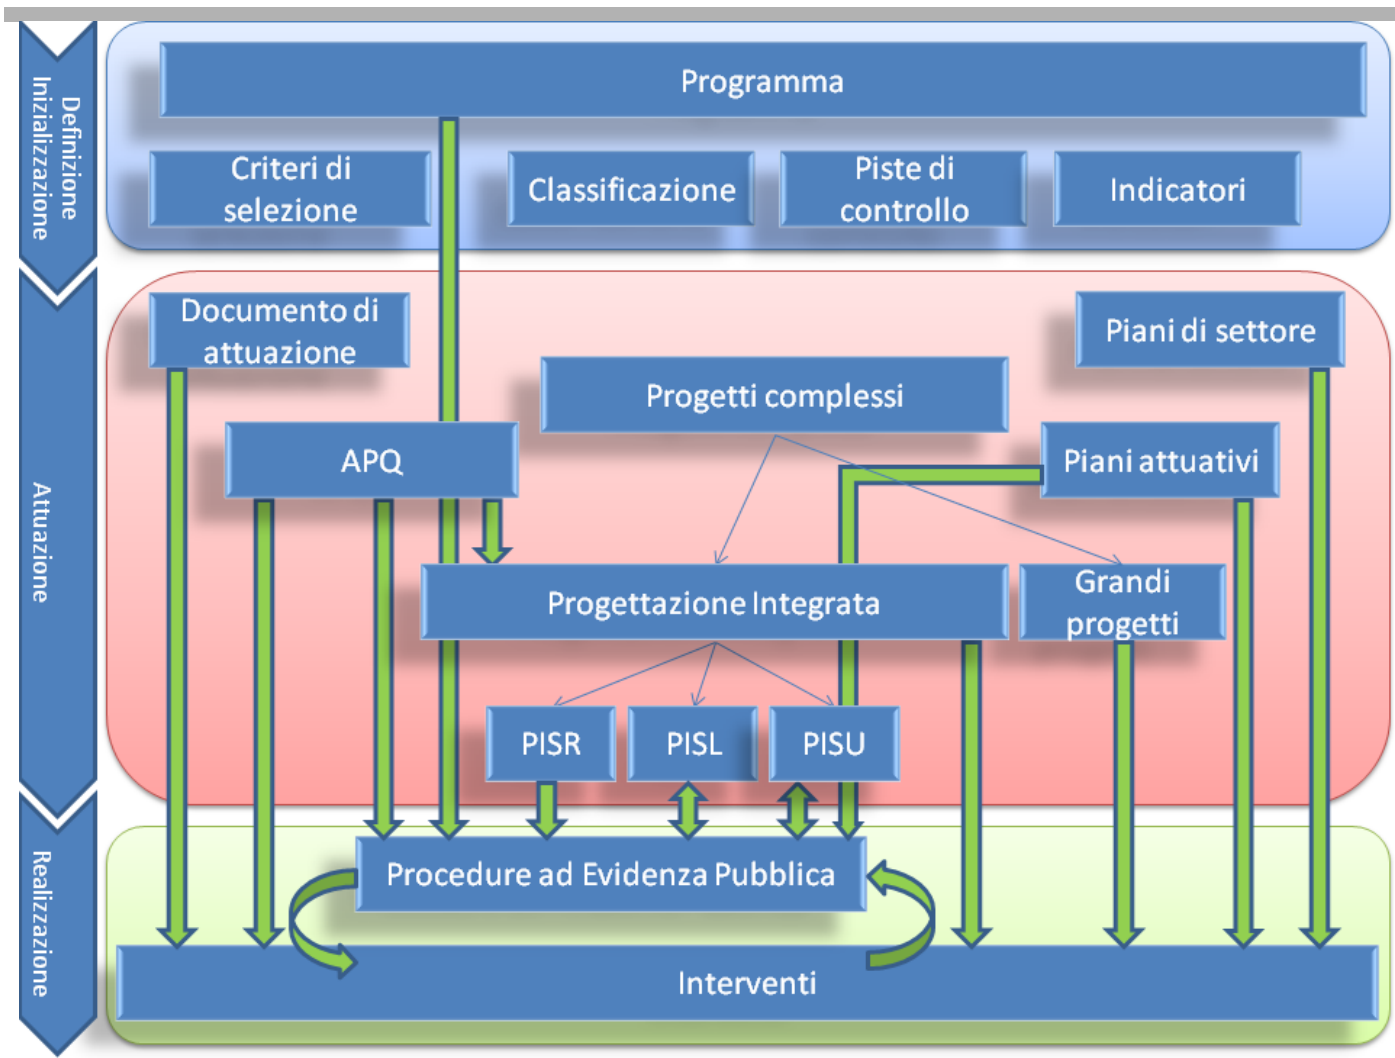 Definizione
Inizializzazione
Programma
Criteri di
selezione
Classificazione
Piste di
controllo
Indicatori
Attuazione
Documento di
attuazione
Piani di settore
Progetti complessi
APQ
Piani attuativi
Progettazione Integrata
Grandi
progetti
PISR
PISL
PISU
Realizzazione
Procedure ad Evidenza Pubblica
Interventi